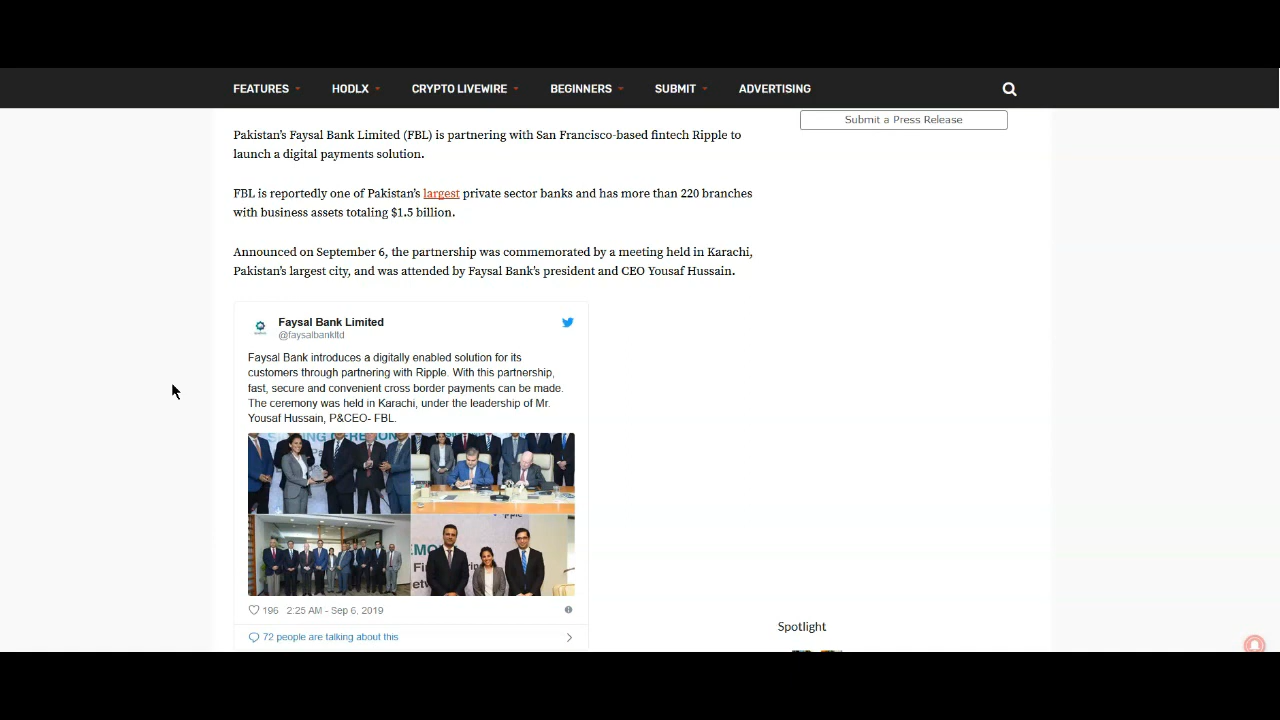 FEATURES HODLX CRYPTO LIVEWIRE BEGINNERS SUBMIT ADVERTISING
Submit a Press Release
Pakistan's Faysal Bank Limited (FBL) is partnering with San Francisco-based fintech Ripple to
launch a digital payments solution.
FBL is reportedly one of Pakistan's largest private sector banks and has more than 220 branches
with business assets totaling $1.5 billion.
Announced on September 6, the partnership was commemorated by a meeting held in Karachi,
Pakistan's largest city, and was attended by Faysal Bank's president and CEO Yousaf Hussain.
Faysal Bank Limited
@faysalbankltd
Faysal Bank introduces a digitally enabled solution for its
customers through partnering with Ripple. With this partnership,
fast, secure and convenient cross border payments can be made.
The ceremony was held in Karachi, under the leadership of Mr.
Yousaf Hussain, P&CEO- FBL.
196 2:25 AM - Sep 6, 2019
72 people are talking about this
Spotlight